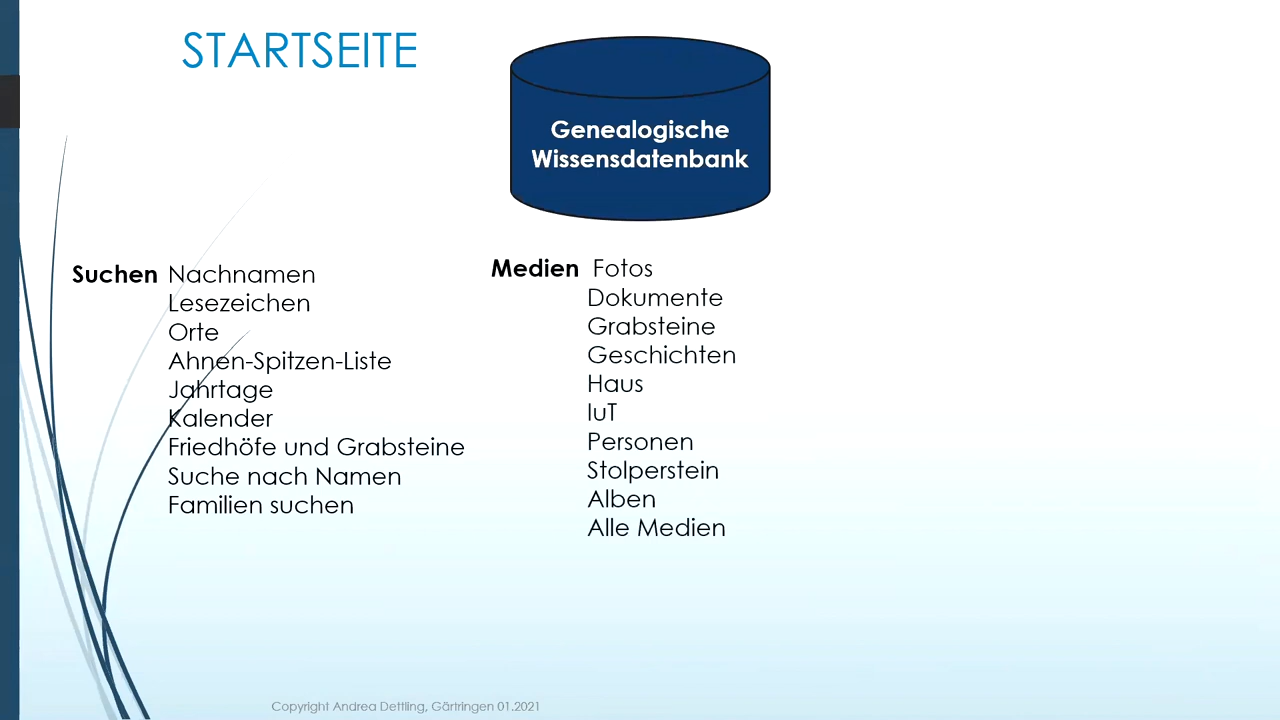 STARTSEITE
Genealogische
Wissensdatenbank
Suchen Nachnamen
Lesezeichen
Orte
Ahnen-Spitzen-Liste
Jahrtage
Kalender
Friedhöfe und Grabsteine
Suche nach Namen
Familien suchen
Medien Fotos
Dokumente
Grabsteine
Geschichten
Haus
IuT
Personen
Stolperstein
Alben
Alle Medien
Copyright Andrea Dettling, Gärtringen 01.2021